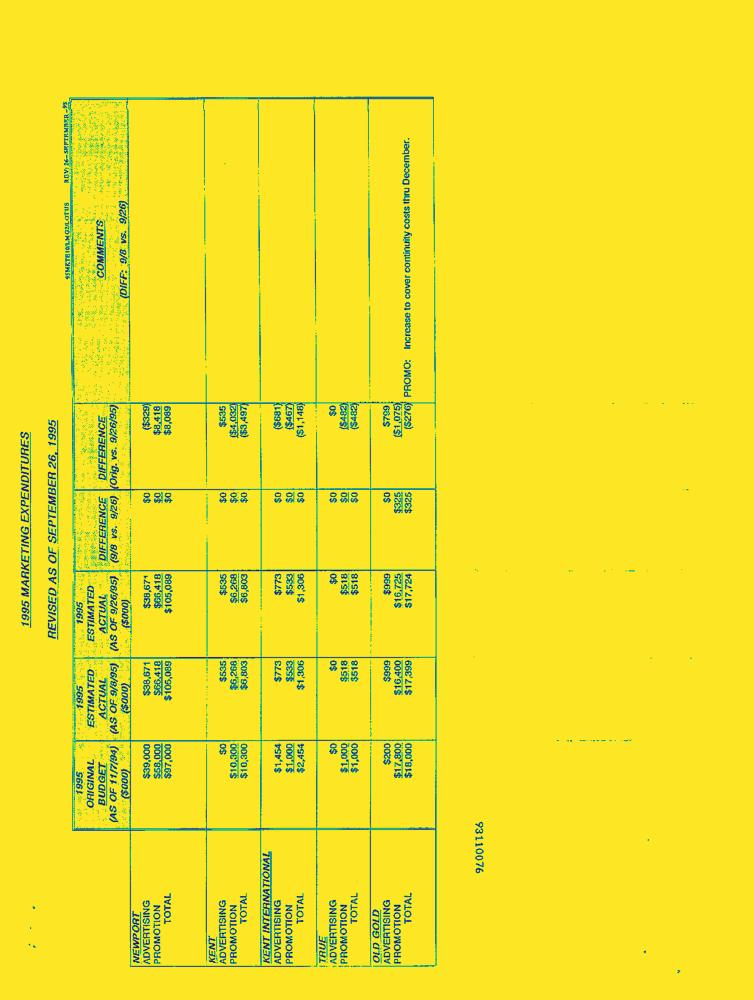 1995 MARKETING EXPENDITURES
REVISED AS OF SEPTEMBER 26, 1995
REV: 26-SEPTEMBER-95
1995 ORIGINAL BUDGET (AS OF 11/7/94) ($000)
1995 ESTIMATED ACTUAL (AS OF 9/8/95) ($000)
1995 ESTIMATED ACTUAL (AS OF 9/26/95) ($000)
DIFFERENCE (9/8 vs. 9/26)
DIFFERENCE (Orig. vs. 9/26/95)
COMMENTS (DIFF: 9/8 vs. 9/26)
NEWPORT
ADVERTISING $39,000 $38,671 $38,671 $0 ($329)
PROMOTION $58,000 $66,418 $66,418 $0 $8,418
TOTAL $97,000 $105,089 $105,089 $0 $8,089
KENT
ADVERTISING $0 $535 $535 $0 $535
PROMOTION $10,300 $6,268 $6,268 $0 ($4,032)
TOTAL $10,300 $6,803 $6,803 $0 ($3,497)
KENT INTERNATIONAL
ADVERTISING $1,454 $773 $773 $0 ($681)
PROMOTION $1,000 $533 $533 $0 ($467)
TOTAL $2,454 $1,306 $1,306 $0 ($1,148)
TRUE
ADVERTISING $0 $0 $0 $0 $0
PROMOTION $1,000 $518 $518 $0 ($482)
TOTAL $1,000 $518 $518 $0 ($482)
OLD GOLD
ADVERTISING $200 $999 $999 $0 $799
PROMOTION $17,800 $16,400 $16,725 $325 ($1,075) PROMO: Increase to cover continuity costs thru December.
TOTAL $18,000 $17,399 $17,724 $325 ($276)
93110076